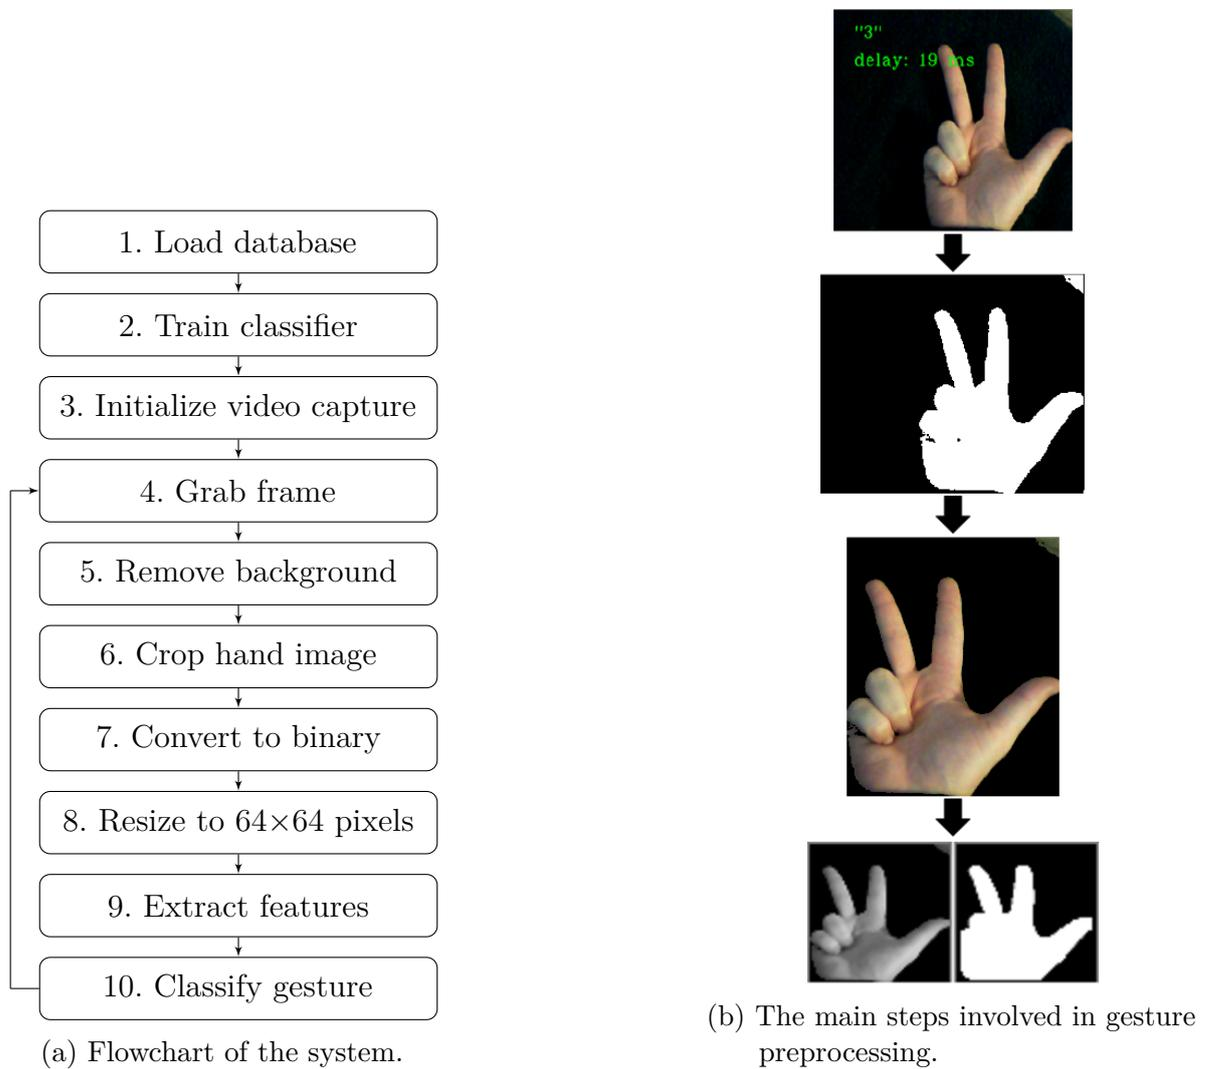 1. Load database
2. Train classifier
3. Initialize video capture
4. Grab frame
5. Remove background
6. Crop hand image
7. Convert to binary
8. Resize to 64×64 pixels
9. Extract features
10. Classify gesture
(a) Flowchart of the system.
"3"
delay: 19 ms
(b) The main steps involved in gesture
preprocessing.